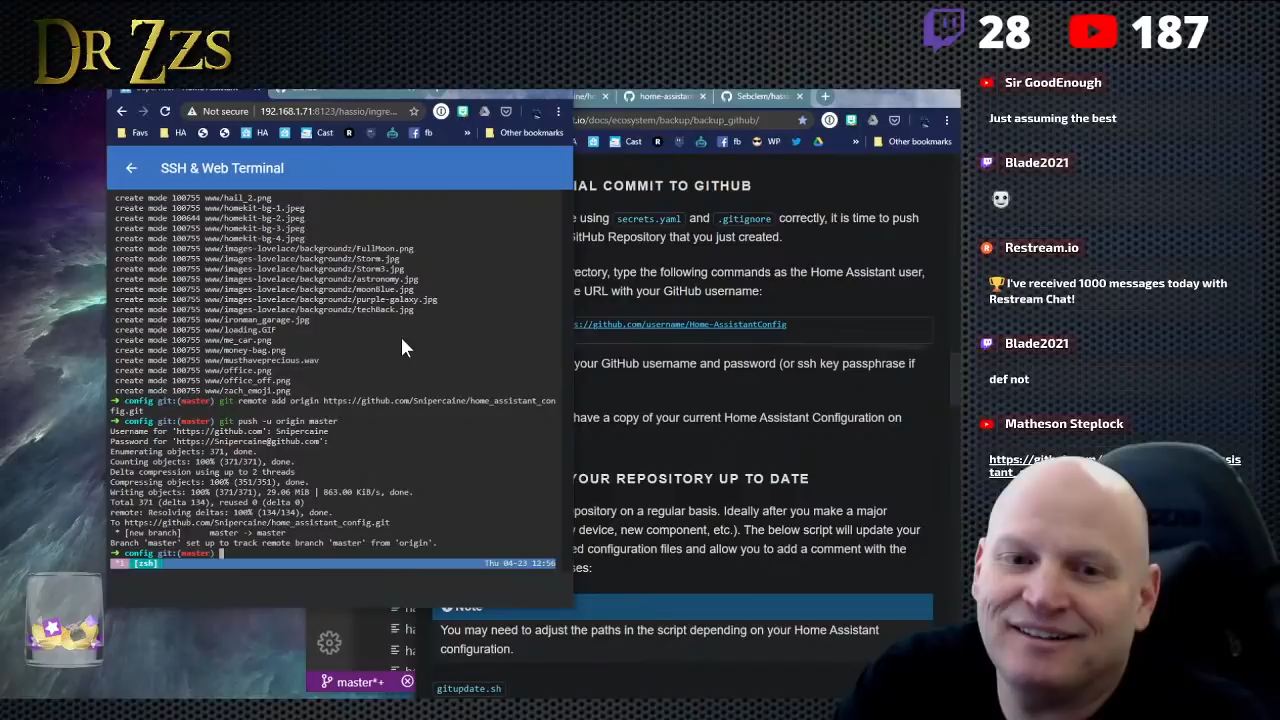 DR ZZS
28
187
Sir GoodEnough
Just assuming the best
Blade2021
Restream.io
🏆I've received 1000 messages today with
Restream Chat!
Blade2021
def not
Matheson Steplock
Not secure
192.168.1.71:8123/hassio/ingre...
Favs
HA
HA
Cast
fb
»
Other bookmarks
SSH & Web Terminal
create mode 100755 www/hail_2.png
create mode 100755 www/homekit-bg-1.jpeg
create mode 100644 www/homekit-bg-2.jpeg
create mode 100755 www/homekit-bg-3.jpeg
create mode 100755 www/homekit-bg-4.jpeg
create mode 100755 www/images-lovelace/backgroundz/FullMoon.png
create mode 100755 www/images-lovelace/backgroundz/Storm.jpg
create mode 100755 www/images-lovelace/backgroundz/Storm3.jpg
create mode 100755 www/images-lovelace/backgroundz/astronomy.jpg
create mode 100755 www/images-lovelace/backgroundz/moonBlue.jpg
create mode 100755 www/images-lovelace/backgroundz/purple-galaxy.jpg
create mode 100755 www/images-lovelace/backgroundz/techBack.jpg
create mode 100755 www/ironman_garage.jpg
create mode 100755 www/loading.GIF
create mode 100755 www/me_car.png
create mode 100755 www/money-bag.png
create mode 100755 www/musthaveprecious.wav
create mode 100755 www/office.png
create mode 100755 www/office_off.png
create mode 100755 www/zach_emoji.png
➜ config git:(master) git remote add origin https://github.com/Snipercaine/home_assistant_con
fig.git
➜ config git:(master) git push -u origin master
Username for 'https://github.com': Snipercaine
Password for 'https://Snipercaine@github.com':
Enumerating objects: 371, done.
Counting objects: 100% (371/371), done.
Delta compression using up to 2 threads
Compressing objects: 100% (351/351), done.
Writing objects: 100% (371/371), 29.06 MiB | 863.00 KiB/s, done.
Total 371 (delta 134), reused 0 (delta 0)
remote: Resolving deltas: 100% (134/134), done.
To https://github.com/Snipercaine/home_assistant_config.git
* [new branch] master -> master
Branch 'master' set up to track remote branch 'master' from 'origin'.
➜ config git:(master)
[zsh]
Thu 04-23 12:56
home-assistan
Sebclem/hass
.io/docs/ecosystem/backup/backup_github/
Cast
fb
WP
»
Other bookmarks
IAL COMMIT TO GITHUB
e using secrets.yaml and .gitignore correctly, it is time to push
GitHub Repository that you just created.
rectory, type the following commands as the Home Assistant user,
e URL with your GitHub username:
s://github.com/username/Home-AssistantConfig
your GitHub username and password (or ssh key passphrase if
have a copy of your current Home Assistant Configuration on
YOUR REPOSITORY UP TO DATE
pository on a regular basis. Ideally after you make a major
device, new component, etc.). The below script will update your
ed configuration files and allow you to add a comment with the
ses:
Note
You may need to adjust the paths in the script depending on your Home Assistant
configuration.
gitupdate.sh
ha
ha
master*+